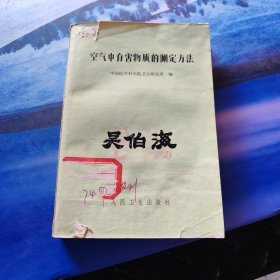 空气中有害物质的测定方法
中国医学科学院卫生研究所 编
吴伯海
人民卫生出版社